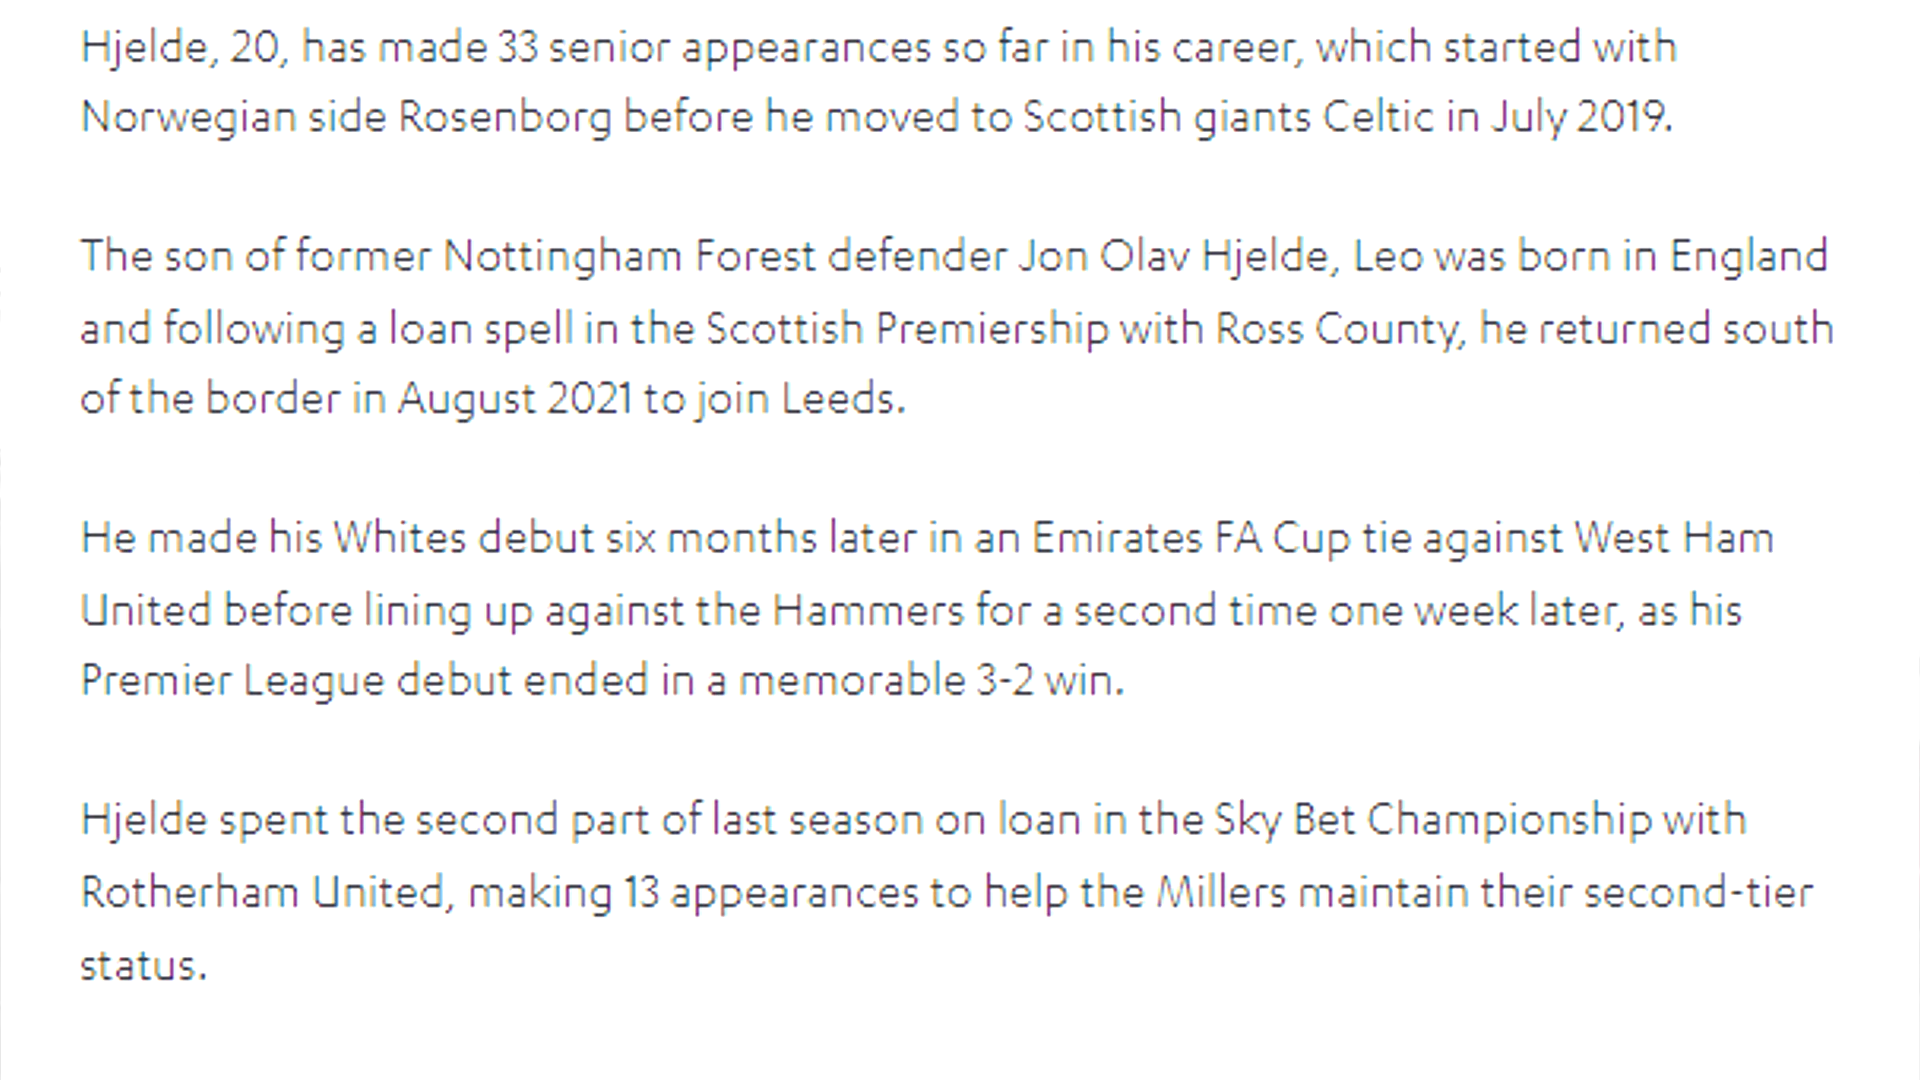 Hjelde, 20, has made 33 senior appearances so far in his career, which started with
Norwegian side Rosenborg before he moved to Scottish giants Celtic in July 2019.
The son of former Nottingham Forest defender Jon Olav Hjelde, Leo was born in England
and following a loan spell in the Scottish Premiership with Ross County, he returned south
of the border in August 2021 to join Leeds.
He made his Whites debut six months later in an Emirates FA Cup tie against West Ham
United before lining up against the Hammers for a second time one week later, as his
Premier League debut ended in a memorable 3-2 win.
Hjelde spent the second part of last season on loan in the Sky Bet Championship with
Rotherham United, making 13 appearances to help the Millers maintain their second-tier
status.